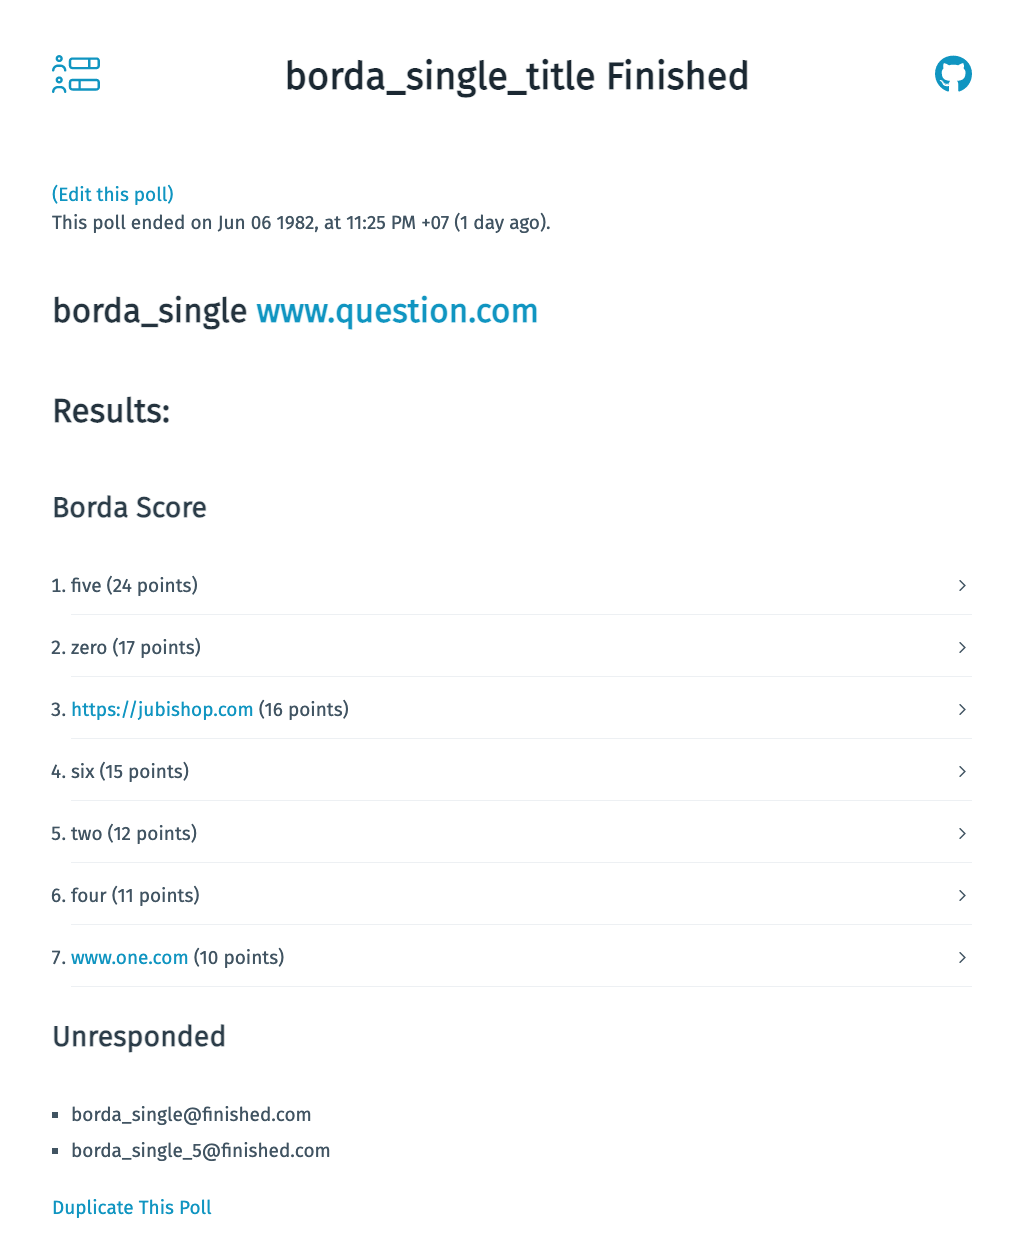 borda_single_title Finished
(Edit this poll)
This poll ended on Jun 06 1982, at 11:25 PM +07 (1 day ago).
borda_single www.question.com
Results:
Borda Score
1. five (24 points)
2. zero (17 points)
3. https://jubishop.com (16 points)
4. six (15 points)
5. two (12 points)
6. four (11 points)
7. www.one.com (10 points)
Unresponded
▪ borda_single@finished.com
▪ borda_single_5@finished.com
Duplicate This Poll